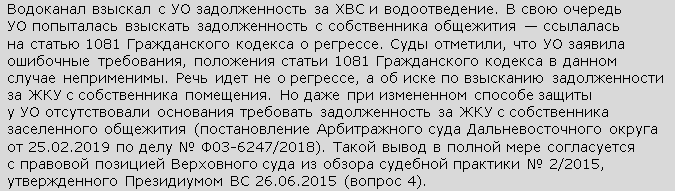 Водоканал взыскал с УО задолженность за ХВС и водоотведение. В свою очередь
УО попыталась взыскать задолженность с собственника общежития — ссылалась
на статью 1081 Гражданского кодекса о регрессе. Суды отметили, что УО заявила
ошибочные требования, положения статьи 1081 Гражданского кодекса в данном
случае неприменимы. Речь идет не о регрессе, а об иске по взысканию задолженности
за ЖКУ с собственника помещения. Но даже при измененном способе защиты
у УО отсутствовали основания требовать задолженность за ЖКУ с собственника
заселенного общежития (постановление Арбитражного суда Дальневосточного округа
от 25.02.2019 по делу № Ф03-6247/2018). Такой вывод в полной мере согласуется
с правовой позицией Верховного суда из обзора судебной практики № 2/2015,
утвержденного Президиумом ВС 26.06.2015 (вопрос 4).